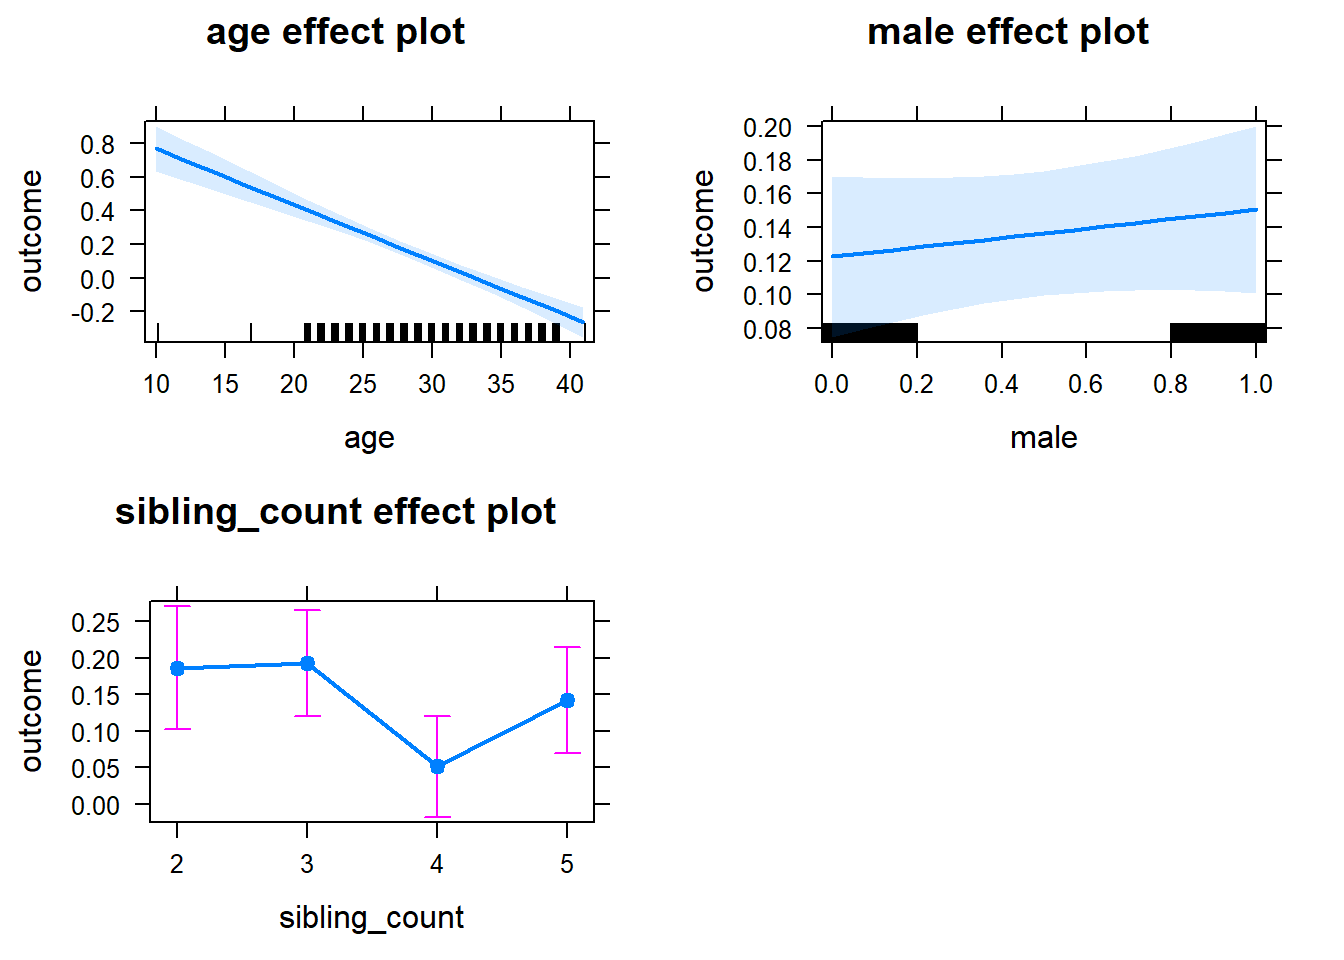 age effect plot
outcome
0.8
0.6
0.4
0.2
0.0
-0.2
10 15 20 25 30 35 40
age
male effect plot
outcome
0.20
0.18
0.16
0.14
0.12
0.10
0.08
0.0 0.2 0.4 0.6 0.8 1.0
male
sibling_count effect plot
outcome
0.25
0.20
0.15
0.10
0.05
0.00
2 3 4 5
sibling_count